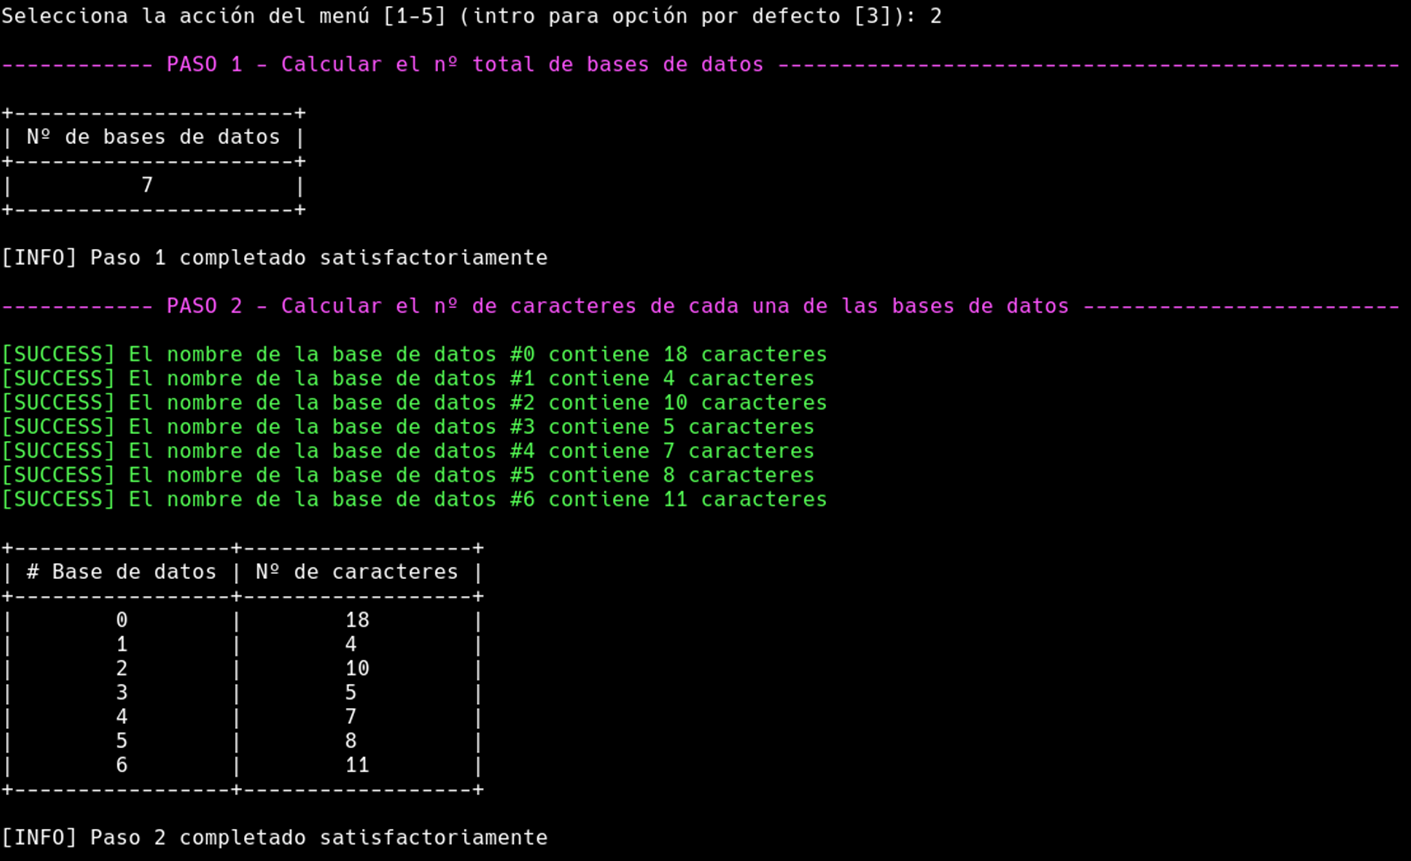 Selecciona la acción del menú [1-5] (intro para opción por defecto [3]): 2
------------ PASO 1 - Calcular el nº total de bases de datos -------------------------------------------------
+----------------------+
| Nº de bases de datos |
+----------------------+
|          7           |
+----------------------+
[INFO] Paso 1 completado satisfactoriamente
------------ PASO 2 - Calcular el nº de caracteres de cada una de las bases de datos -------------------------
[SUCCESS] El nombre de la base de datos #0 contiene 18 caracteres
[SUCCESS] El nombre de la base de datos #1 contiene 4 caracteres
[SUCCESS] El nombre de la base de datos #2 contiene 10 caracteres
[SUCCESS] El nombre de la base de datos #3 contiene 5 caracteres
[SUCCESS] El nombre de la base de datos #4 contiene 7 caracteres
[SUCCESS] El nombre de la base de datos #5 contiene 8 caracteres
[SUCCESS] El nombre de la base de datos #6 contiene 11 caracteres
+-----------------+------------------+
| # Base de datos | Nº de caracteres |
+-----------------+------------------+
|        0        |        18        |
|        1        |        4         |
|        2        |        10        |
|        3        |        5         |
|        4        |        7         |
|        5        |        8         |
|        6        |        11        |
+-----------------+------------------+
[INFO] Paso 2 completado satisfactoriamente